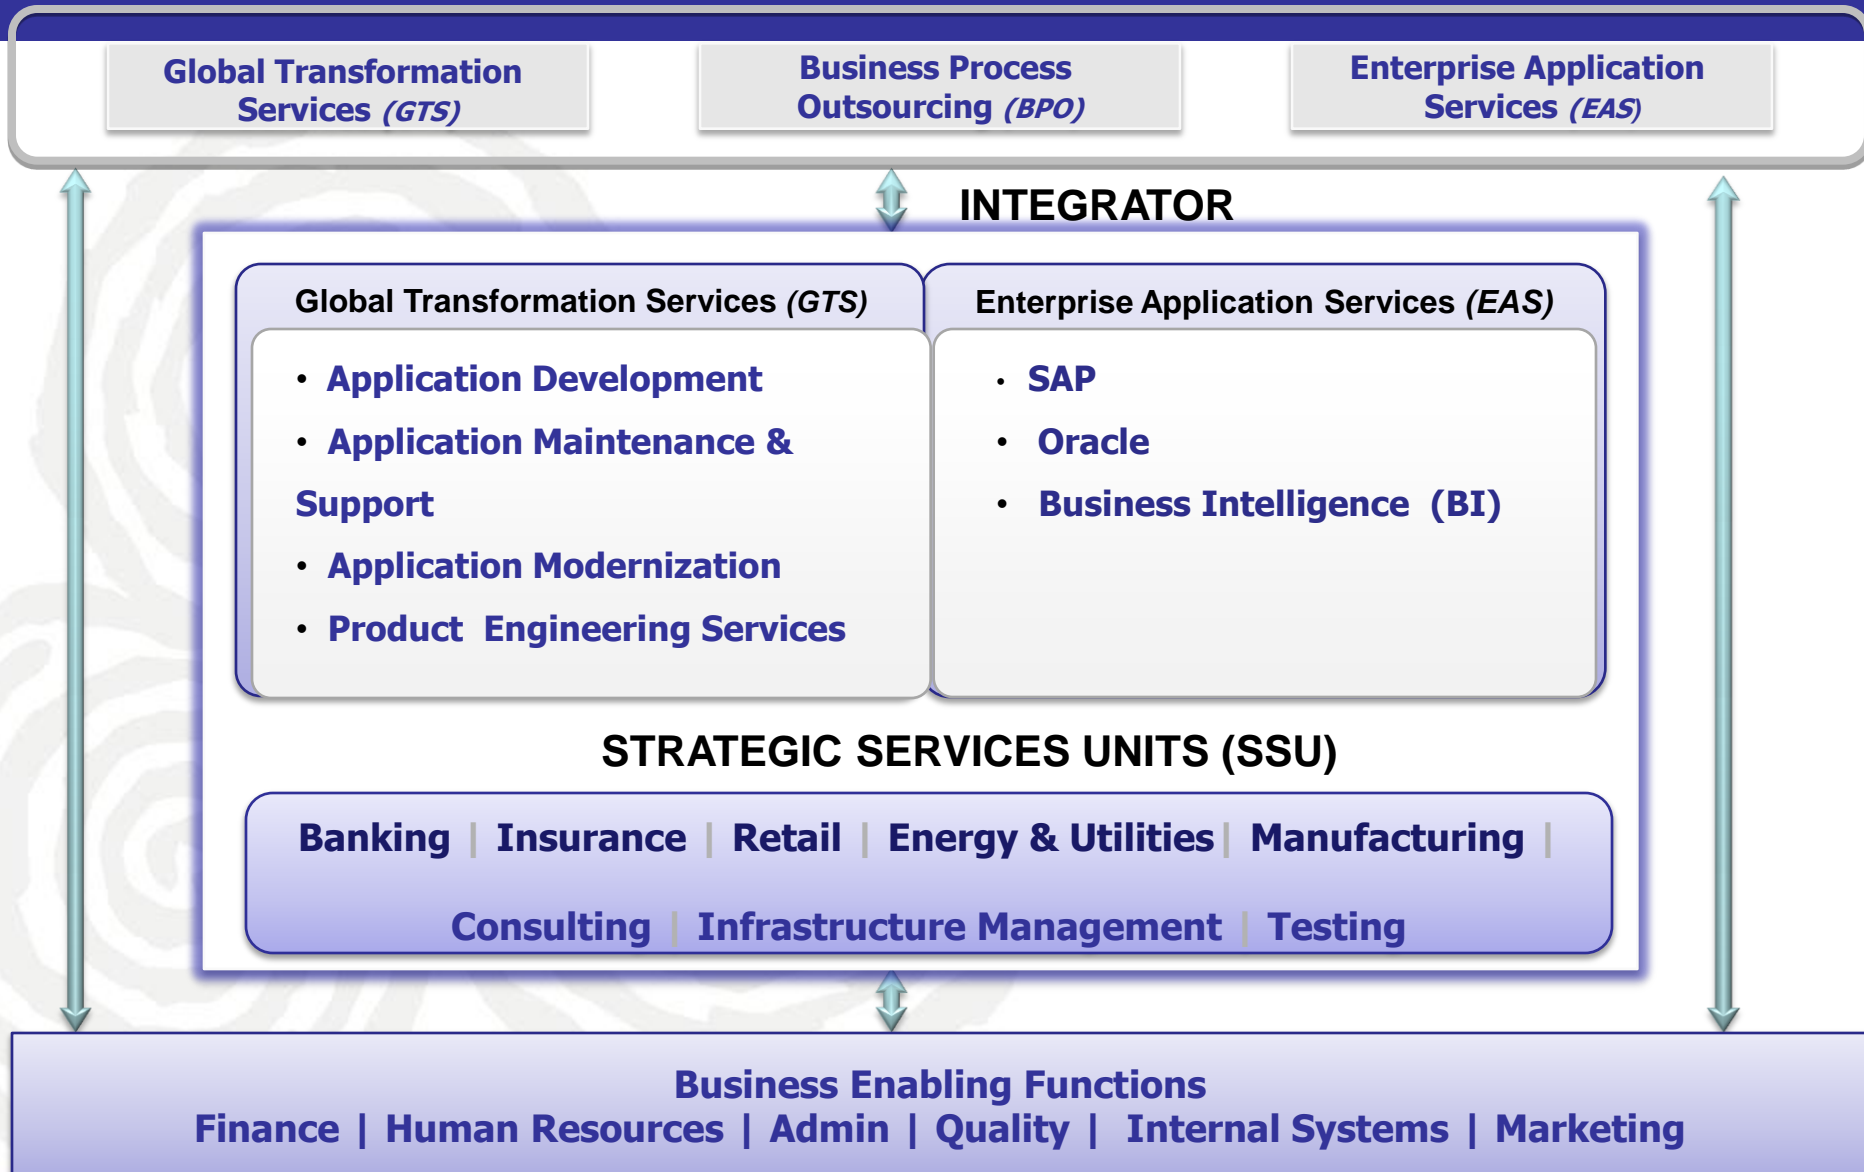 Global Transformation
Services (GTS)
Business Process
Outsourcing (BPO)
Enterprise Application
Services (EAS)
INTEGRATOR
Global Transformation Services (GTS)
• Application Development
• Application Maintenance &
Support
• Application Modernization
• Product Engineering Services
Enterprise Application Services (EAS)
• SAP
• Oracle
• Business Intelligence (BI)
STRATEGIC SERVICES UNITS (SSU)
Banking | Insurance | Retail | Energy & Utilities | Manufacturing |
Consulting | Infrastructure Management | Testing
Business Enabling Functions
Finance | Human Resources | Admin | Quality | Internal Systems | Marketing